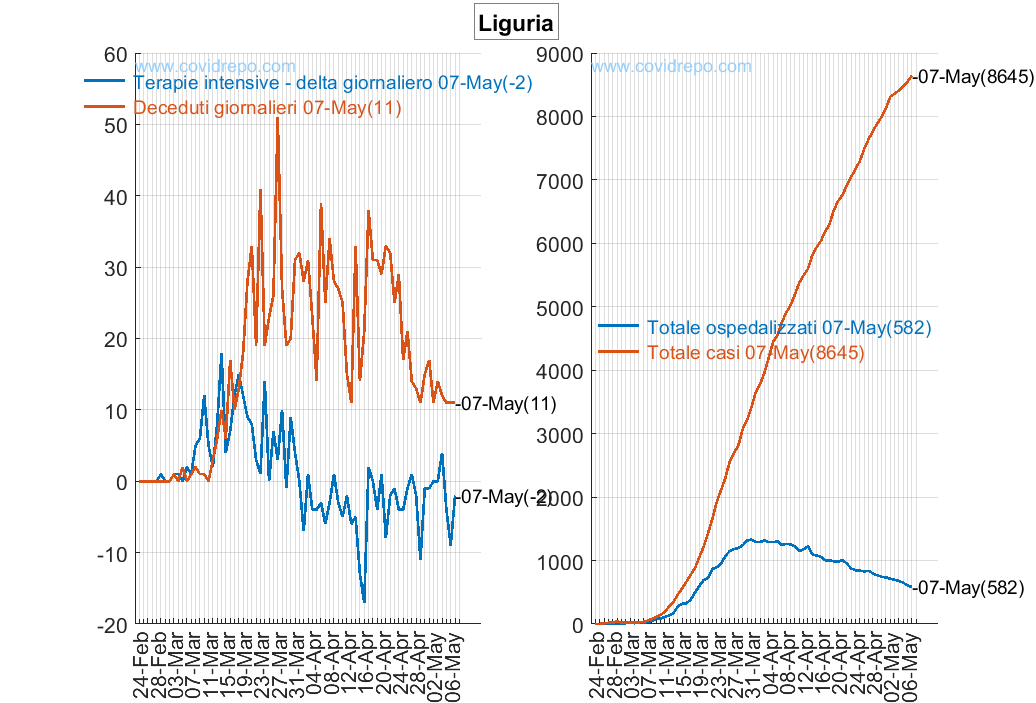 Liguria
www.covidrepo.com
Terapie intensive - delta giornaliero 07-May(-2)
Deceduti giornalieri 07-May(11)
60
50
40
30
20
10
0
-10
-20
-07-May(11)
-07-May(-2)
24-Feb
28-Feb
03-Mar
07-Mar
11-Mar
15-Mar
19-Mar
23-Mar
27-Mar
31-Mar
04-Apr
08-Apr
12-Apr
16-Apr
20-Apr
24-Apr
28-Apr
02-May
06-May
www.covidrepo.com
-07-May(8645)
Totale ospedalizzati 07-May(582)
Totale casi 07-May(8645)
9000
8000
7000
6000
5000
4000
3000
2000
1000
0
-07-May(582)
24-Feb
28-Feb
03-Mar
07-Mar
11-Mar
15-Mar
19-Mar
23-Mar
27-Mar
31-Mar
04-Apr
08-Apr
12-Apr
16-Apr
20-Apr
24-Apr
28-Apr
02-May
06-May